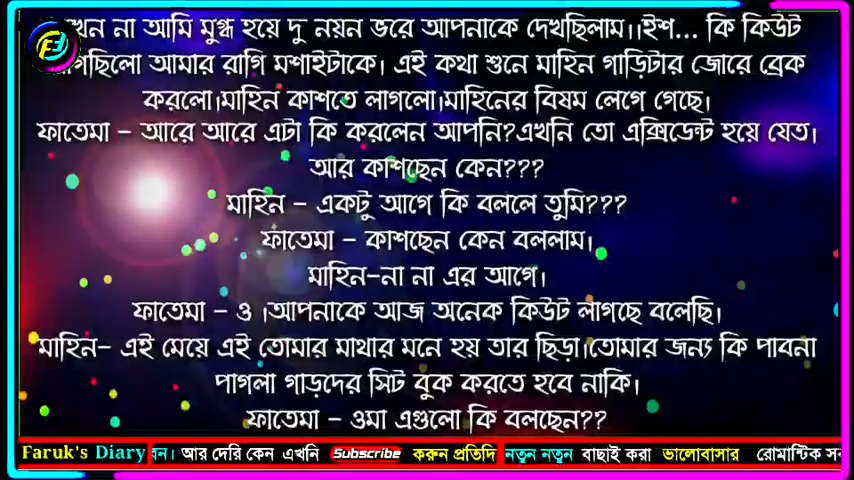 না আমি মুগ্ধ হয়ে দু নয়ন ভরে আপনাকে দেখছিলাম।।ইশ... কি কিউট
আমার রাগি মশাইটাকে। এই কথা শুনে মাহিন গাড়িটার জোরে ব্রেক
করলো।মাহিন কাশতে লাগলো।মাহিনের বিষম লেগে গেছে।
ফাতেমা – আরে আরে এটা কি করলেন আপনি?এখনি তো এক্সিডেন্ট হয়ে যেত।
আর কাশছেন কেন???
মাহিন – একটু আগে কি বললে তুমি???
ফাতেমা – কাশছেন কেন বললাম।
মাহিন–না না এর আগে।
ফাতেমা – ও ।আপনাকে আজ অনেক কিউট লাগছে বলেছি।
মাহিন– এই মেয়ে এই তোমার মাথার মনে হয় তার ছিড়া।তোমার জন্য কি পাবনা
পাগলা গাড়দের সিট বুক করতে হবে নাকি।
ফাতেমা – ওমা এগুলো কি বলছেন??
Faruk's Diary আর দেরি কেন এখনি Subscribe করুন প্রতিদি নতুন নতুন বাছাই করা ভালোবাসার রোমান্টিক